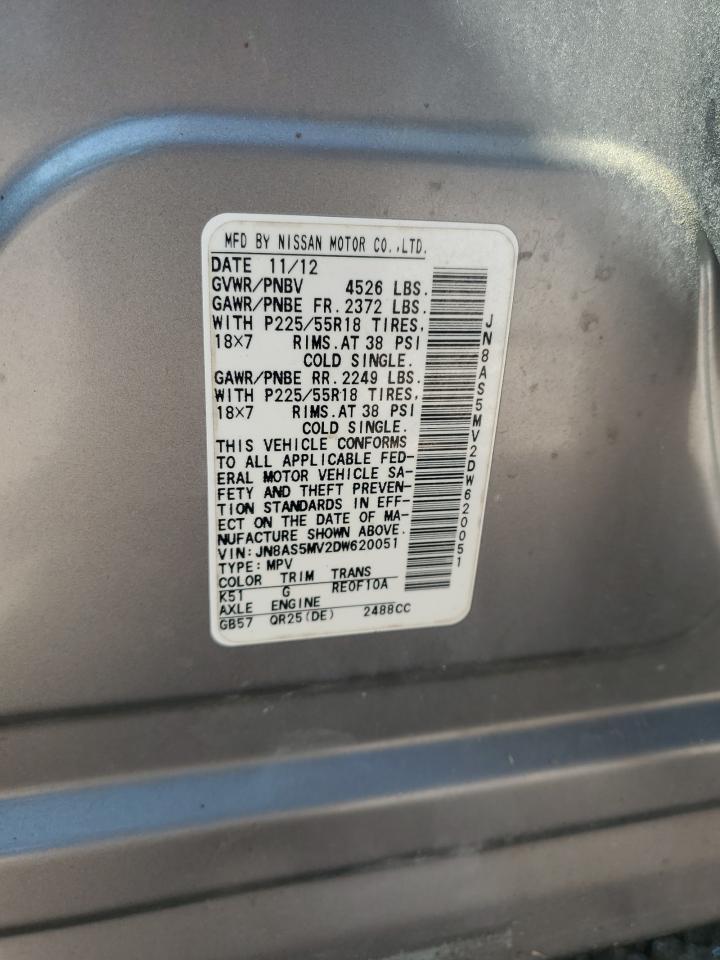 MFD BY NISSAN MOTOR CO.,LTD.
DATE 11/12
GVWR/PNBV 4526 LBS.
GAWR/PNBE FR. 2372 LBS.
WITH P225/55R18 TIRES,
18×7 RIMS. AT 38 PSI
COLD SINGLE.
GAWR/PNBE RR. 2249 LBS.
WITH P225/55R18 TIRES,
18×7 RIMS. AT 38 PSI
COLD SINGLE.
THIS VEHICLE CONFORMS
TO ALL APPLICABLE FED-
ERAL MOTOR VEHICLE SA-
FETY AND THEFT PREVEN-
TION STANDARDS IN EFF-
ECT ON THE DATE OF MA-
NUFACTURE SHOWN ABOVE.
VIN: JN8AS5MV2DW620051
TYPE: MPV
COLOR TRIM TRANS
K51 G RE0F10A
AXLE ENGINE
GB57 QR25(DE) 2488CC
JN8AS5MV2DW620051